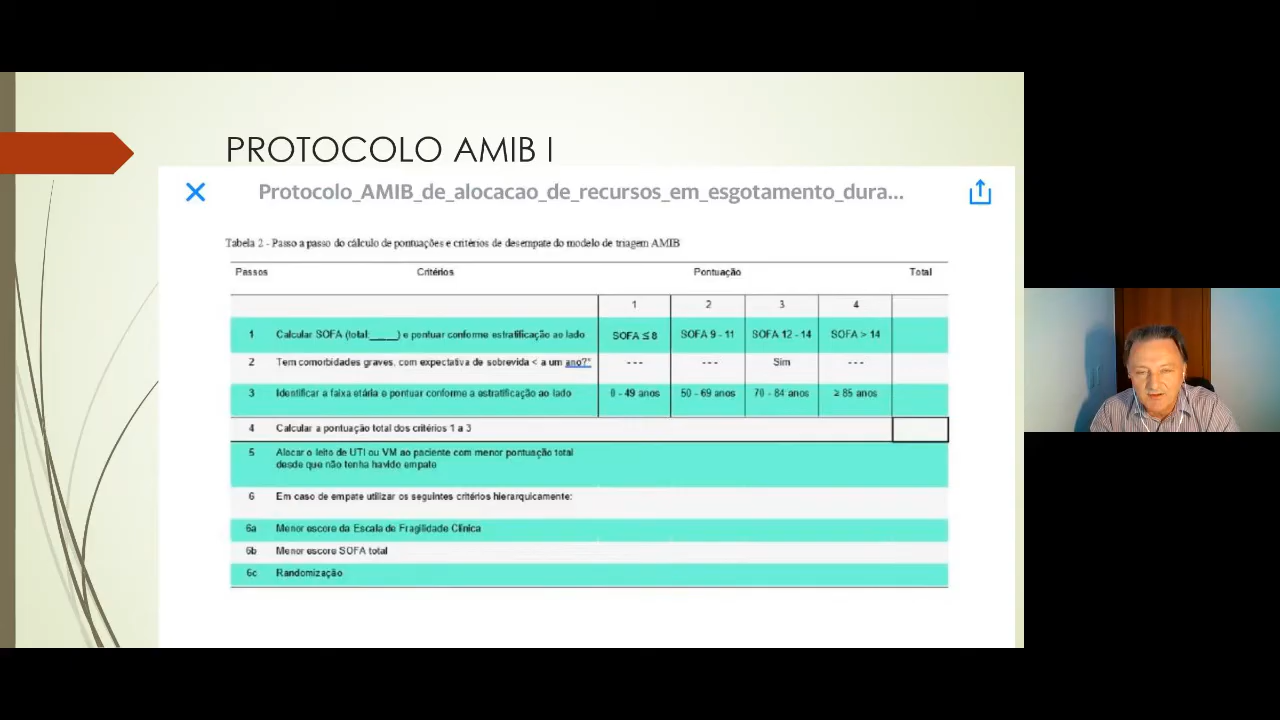 PROTOCOLO AMIB I
Protocolo_AMIB_de_alocacao_de_recursos_em_esgotamento_dura...
Tabela 2 - Passo a passo do cálculo de pontuações e critérios de desempate do modelo de triagem AMIB
Passos Critérios Pontuação Total
1 2 3 4
1 Calcular SOFA (total:_____) e pontuar conforme estratificação ao lado SOFA ≤ 8 SOFA 9 - 11 SOFA 12 - 14 SOFA > 14
2 Tem comorbidades graves, com expectativa de sobrevida < a um ano?* - - - - - - Sim - - -
3 Identificar a faixa etária e pontuar conforme a estratificação ao lado 0 - 49 anos 50 - 69 anos 70 - 84 anos ≥ 85 anos
4 Calcular a pontuação total dos critérios 1 a 3
5 Alocar o leito de UTI ou VM ao paciente com menor pontuação total
desde que não tenha havido empate
6 Em caso de empate utilizar os seguintes critérios hierarquicamente:
6a Menor escore da Escala de Fragilidade Clínica
6b Menor escore SOFA total
6c Randomização